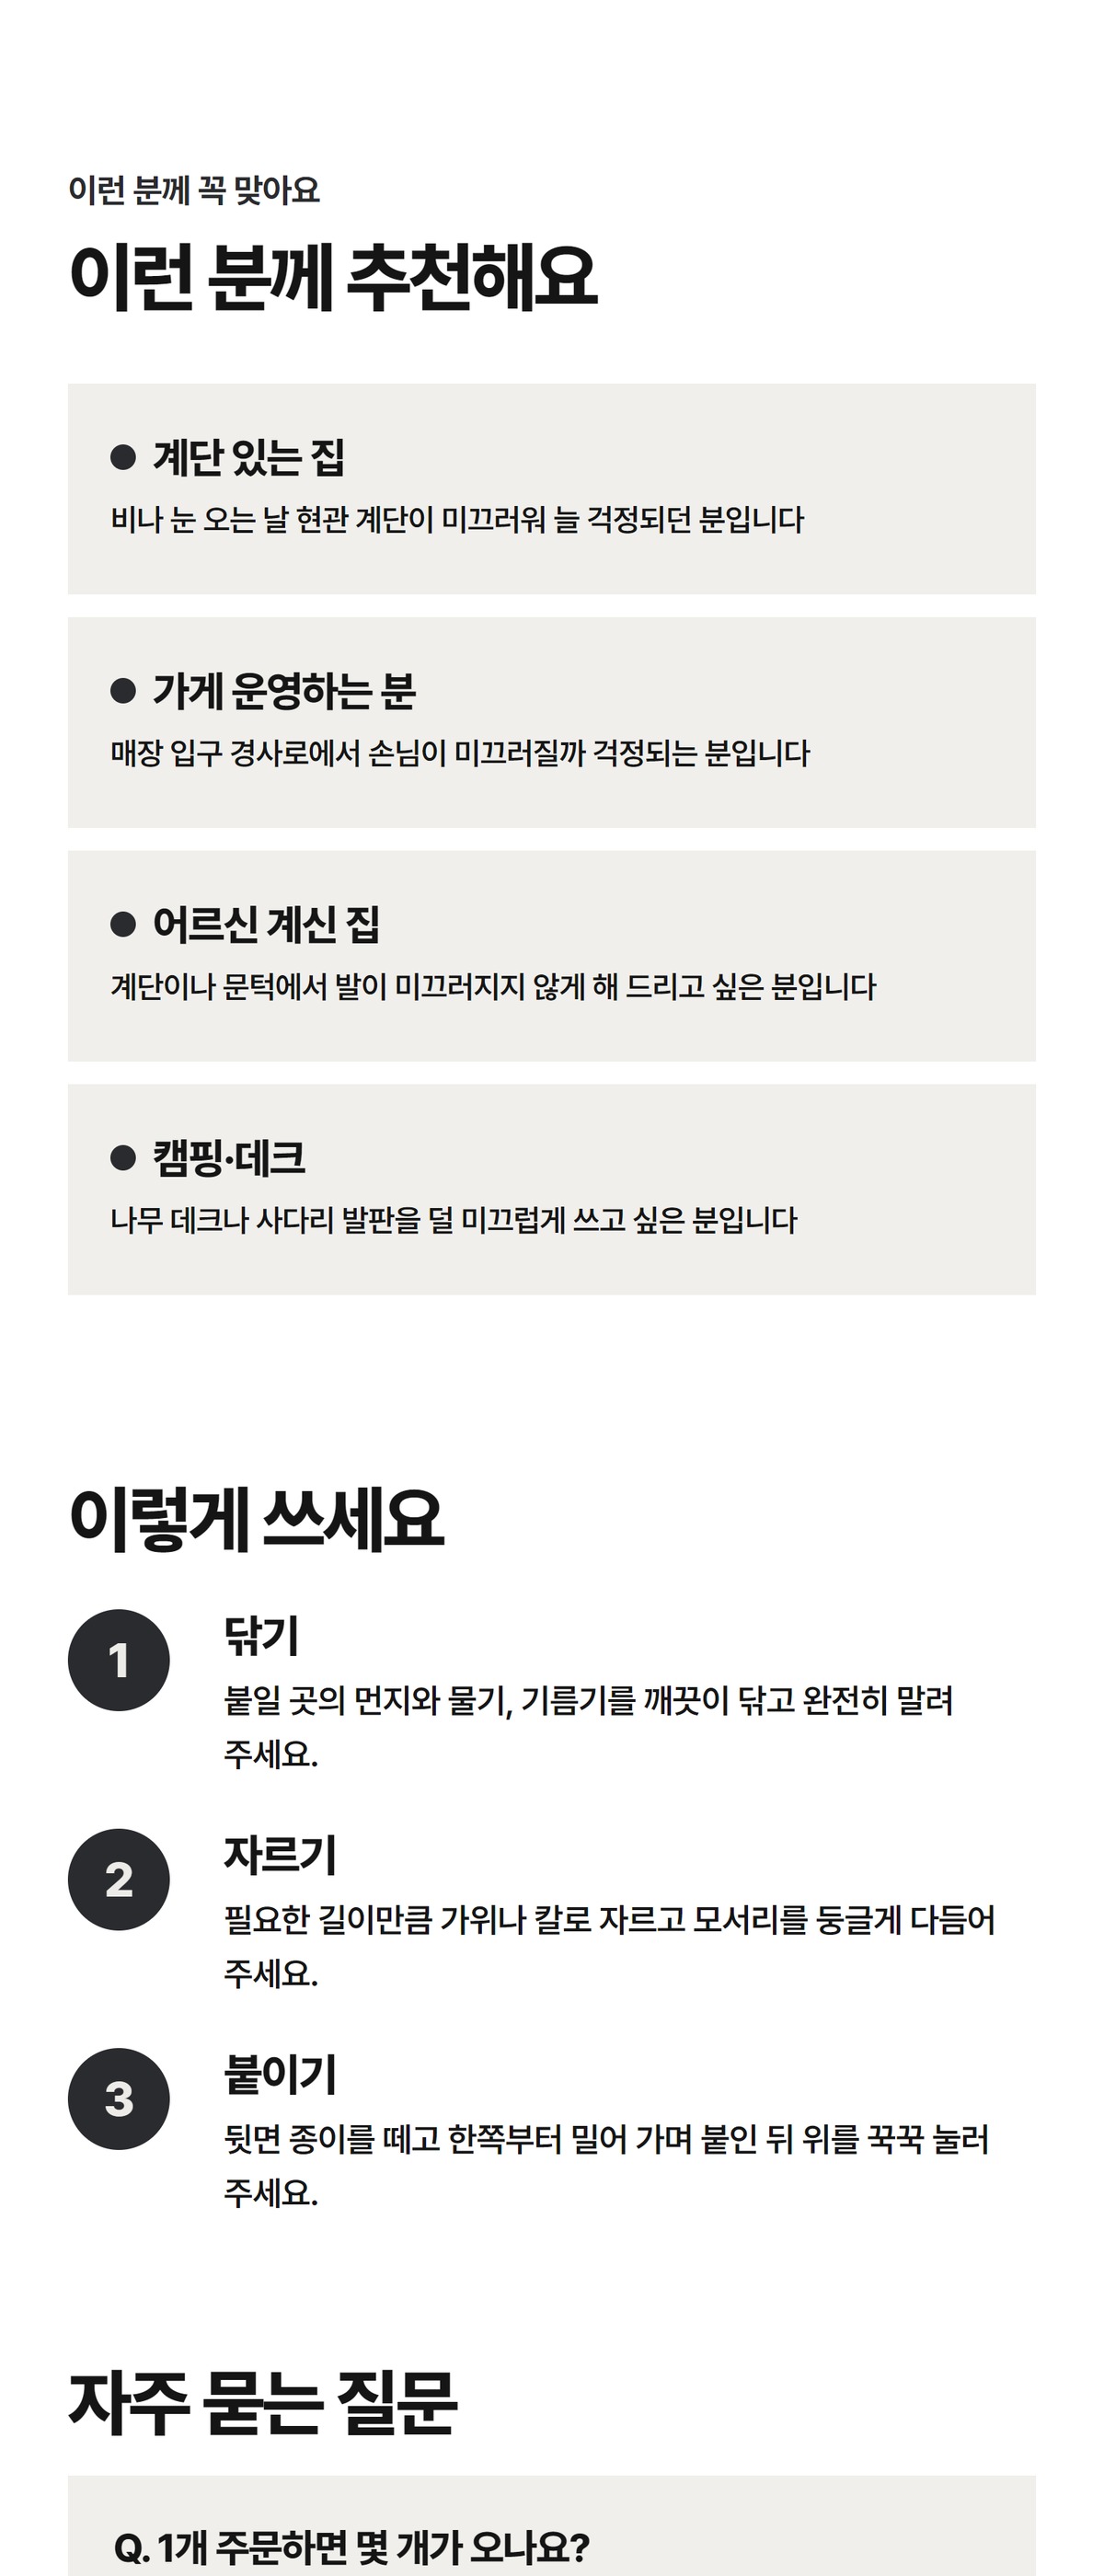 이런 분께 꼭 맞아요
이런 분께 추천해요
계단 있는 집
비나 눈 오는 날 현관 계단이 미끄러워 늘 걱정되던 분입니다
가게 운영하는 분
매장 입구 경사로에서 손님이 미끄러질까 걱정되는 분입니다
어르신 계신 집
계단이나 문턱에서 발이 미끄러지지 않게 해 드리고 싶은 분입니다
캠핑·데크
나무 데크나 사다리 발판을 덜 미끄럽게 쓰고 싶은 분입니다
이렇게 쓰세요
1
닦기
붙일 곳의 먼지와 물기, 기름기를 깨끗이 닦고 완전히 말려
주세요.
2
자르기
필요한 길이만큼 가위나 칼로 자르고 모서리를 둥글게 다듬어
주세요.
3
붙이기
뒷면 종이를 떼고 한쪽부터 밀어 가며 붙인 뒤 위를 꾹꾹 눌러
주세요.
자주 묻는 질문
Q. 1개 주문하면 몇 개가 오나요?